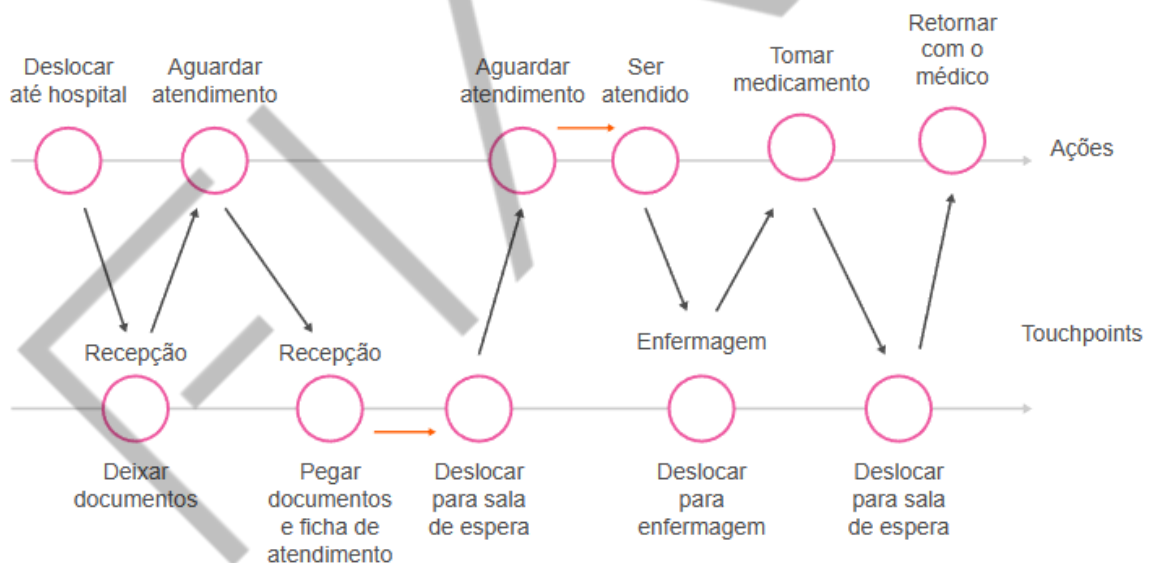 Retornar
com o
médico
Deslocar
até hospital
Aguardar
atendimento
Aguardar
atendimento
Ser
atendido
Tomar
medicamento
Ações
Recepção
Recepção
Enfermagem
Touchpoints
Deixar
documentos
Pegar
documentos
e ficha de
atendimento
Deslocar
para sala
de espera
Deslocar
para
enfermagem
Deslocar
para sala
de espera